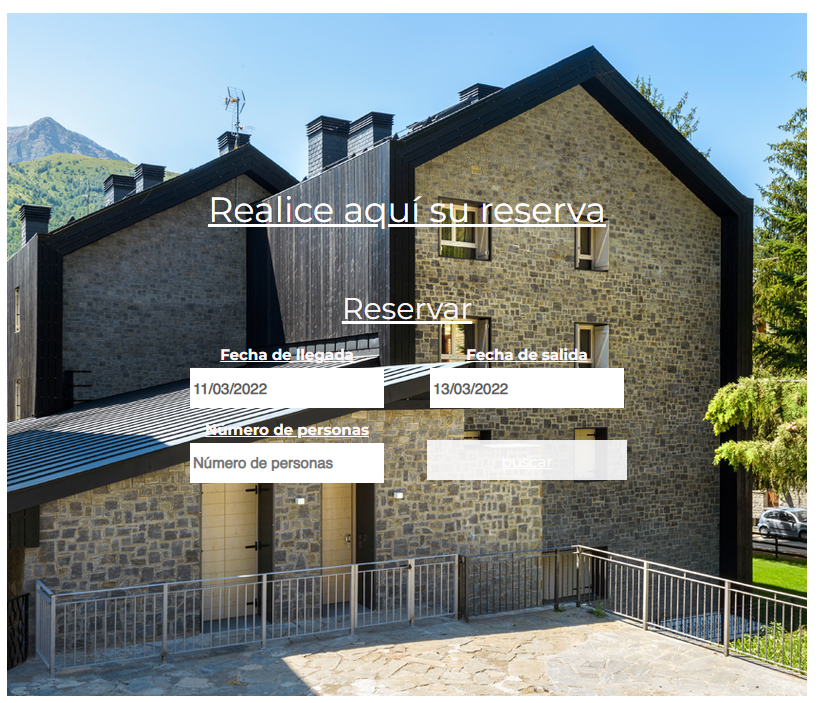 Realice aquí su reserva
Reservar
Fecha de llegada
Fecha de salida
11/03/2022
13/03/2022
Número de personas
Número de personas
buscar